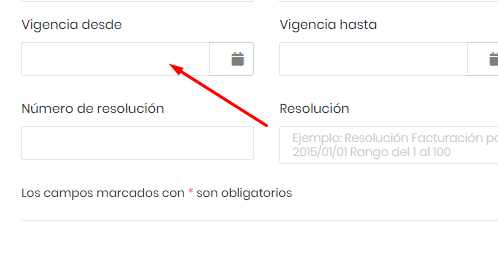 Vigencia desde
Vigencia hasta
Número de resolución
Resolución
Ejemplo: Resolución Facturación
2015/01/01 Rango del 1 al 100
Los campos marcados con * son obligatorios